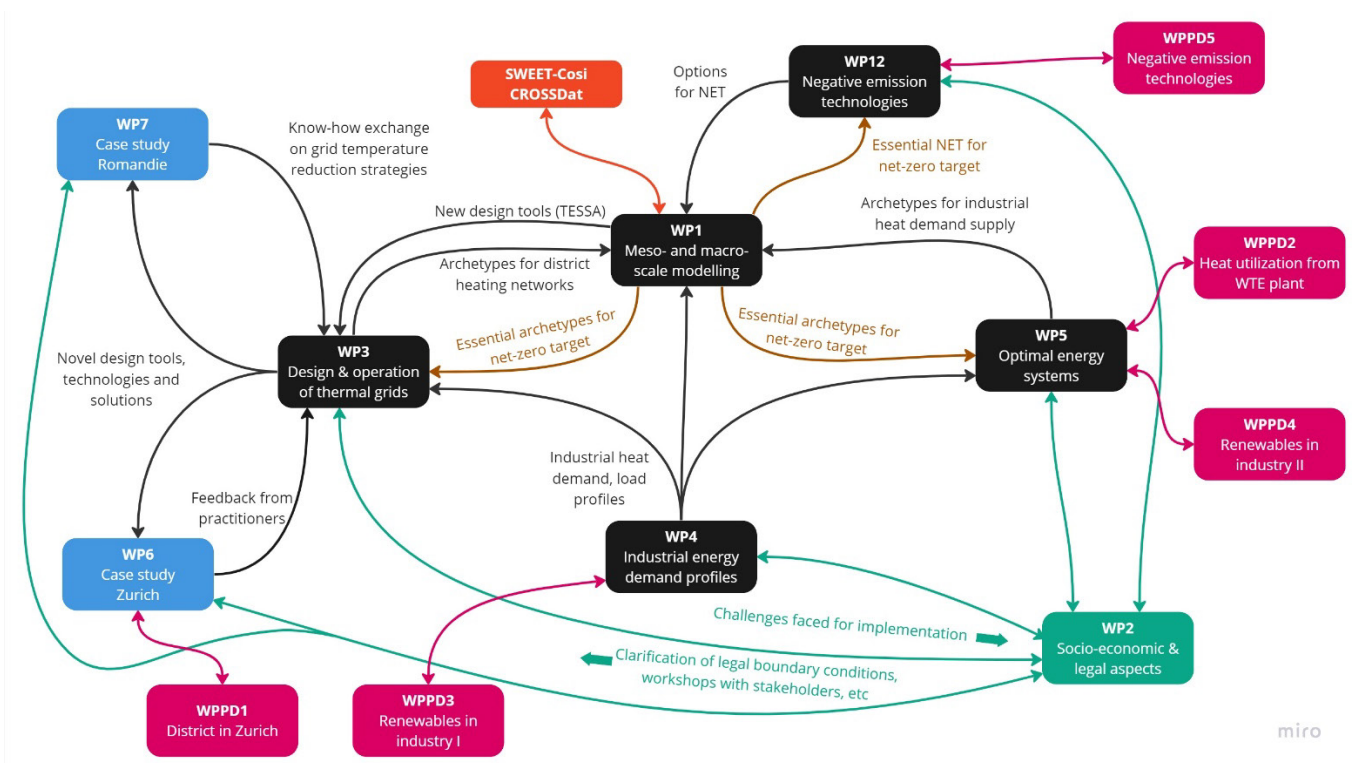 WPPD5
Negative emission
technologies
WP12
Negative emission
technologies
SWEET-Cosi
CROSSDat
Options
for NET
WP7
Case study
Romandie
Know-how exchange
on grid temperature
reduction strategies
Essential NET for
net-zero target
New design tools (TESSA)
WP1
Meso- and macro-
scale modelling
Archetypes for industrial
heat demand supply
Archetypes for district
heating networks
WPPD2
Heat utilization from
WTE plant
Essential archetypes for
net-zero target
Essential archetypes for
net-zero target
WP3
Design & operation
of thermal grids
WP5
Optimal energy
systems
Novel design tools,
technologies and
solutions
WPPD4
Renewables in
industry II
Industrial heat
demand, load
profiles
Feedback from
practitioners
WP4
Industrial energy
demand profiles
WP6
Case study
Zurich
Challenges faced for implementation
WP2
Socio-economic &
legal aspects
Clarification of legal boundary conditions,
workshops with stakeholders, etc
WPPD1
District in Zurich
WPPD3
Renewables in
industry I
miro